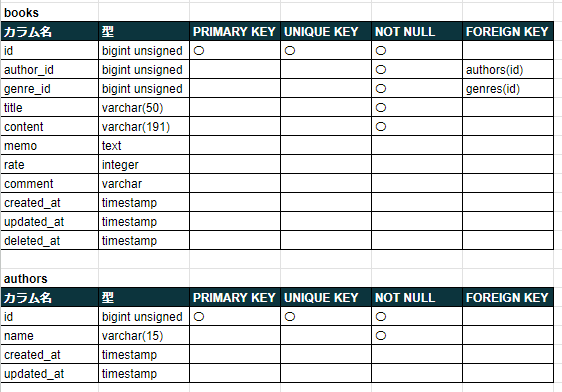 books
カラム名 型 PRIMARY KEY UNIQUE KEY NOT NULL FOREIGN KEY
id bigint unsigned 〇 〇 〇
author_id bigint unsigned 〇 authors(id)
genre_id bigint unsigned 〇 genres(id)
title varchar(50) 〇
content varchar(191) 〇
memo text
rate integer
comment varchar
created_at timestamp
updated_at timestamp
deleted_at timestamp
authors
カラム名 型 PRIMARY KEY UNIQUE KEY NOT NULL FOREIGN KEY
id bigint unsigned 〇 〇 〇
name varchar(15) 〇
created_at timestamp
updated_at timestamp